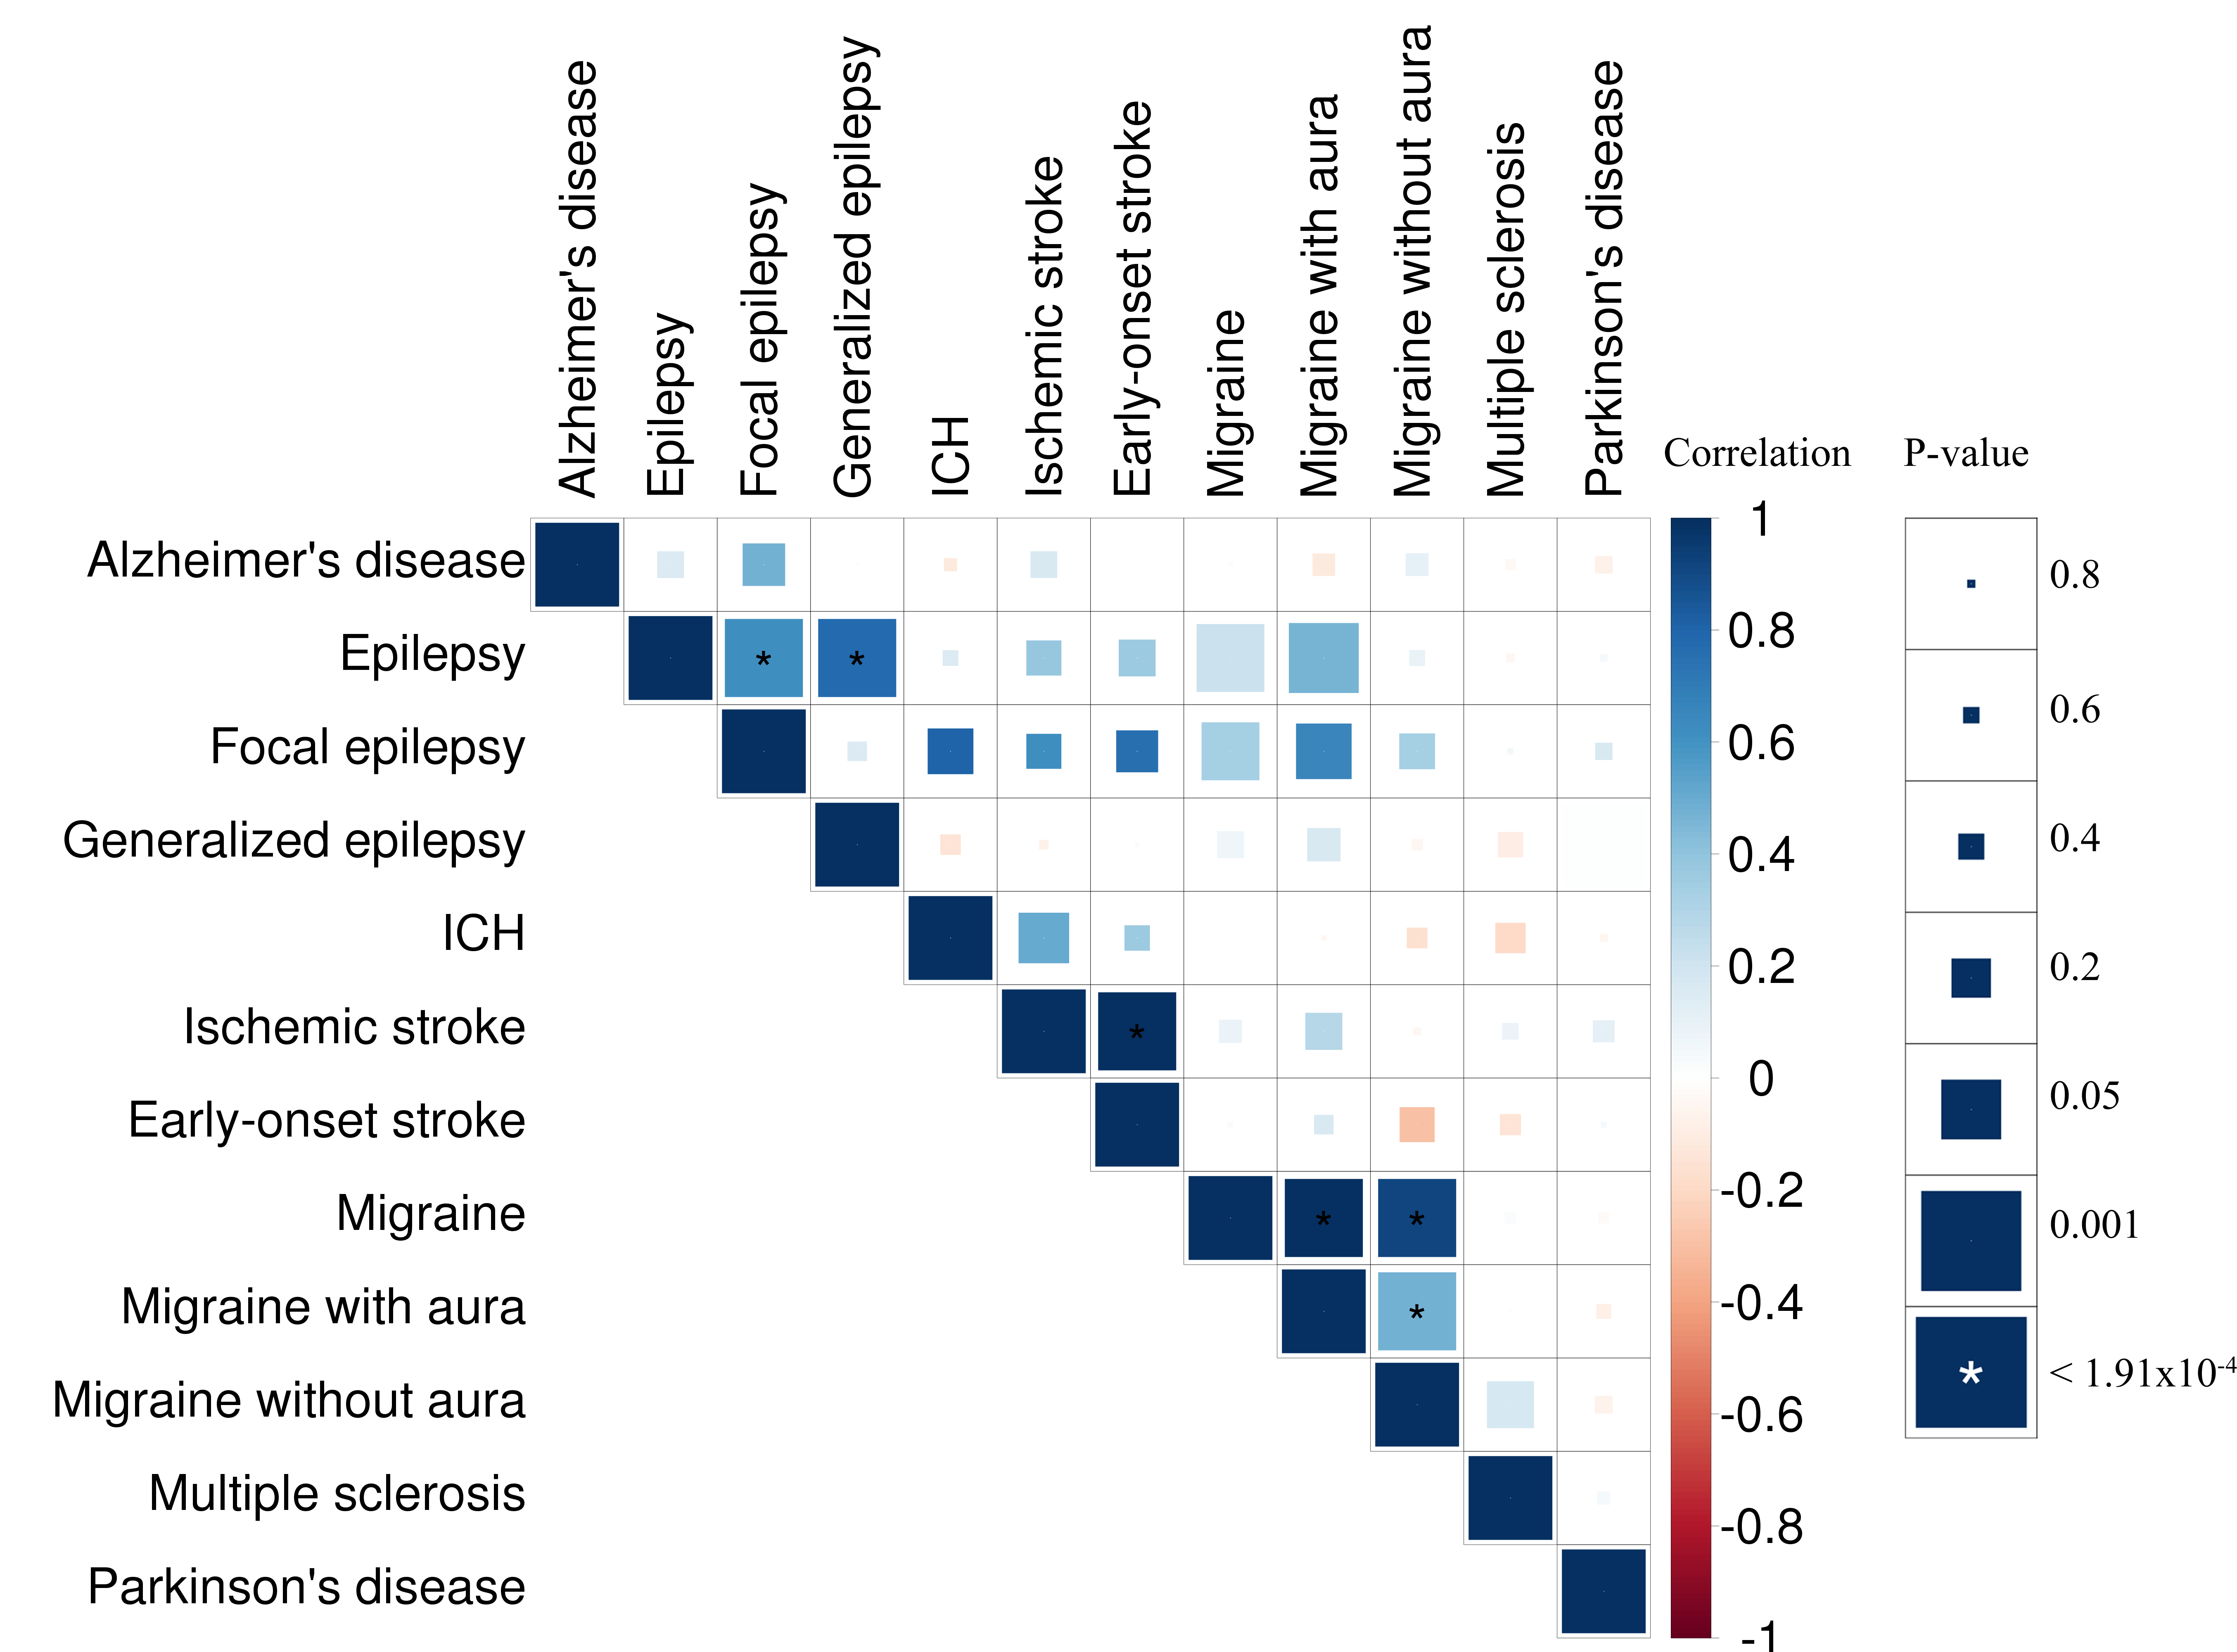 Alzheimer's disease
Epilepsy
Focal epilepsy
Generalized epilepsy
ICH
Ischemic stroke
Early-onset stroke
Migraine
Migraine with aura
Migraine without aura
Multiple sclerosis
Parkinson's disease
Correlation
P-value
Alzheimer's disease
Epilepsy
* *
Focal epilepsy
Generalized epilepsy
ICH
Ischemic stroke
*
Early-onset stroke
Migraine
* *
Migraine with aura
*
Migraine without aura
Multiple sclerosis
Parkinson's disease
1
0.8
0.6
0.4
0.2
0
-0.2
-0.4
-0.6
-0.8
-1
0.8
0.6
0.4
0.2
0.05
0.001
* < 1.91x10⁻⁴